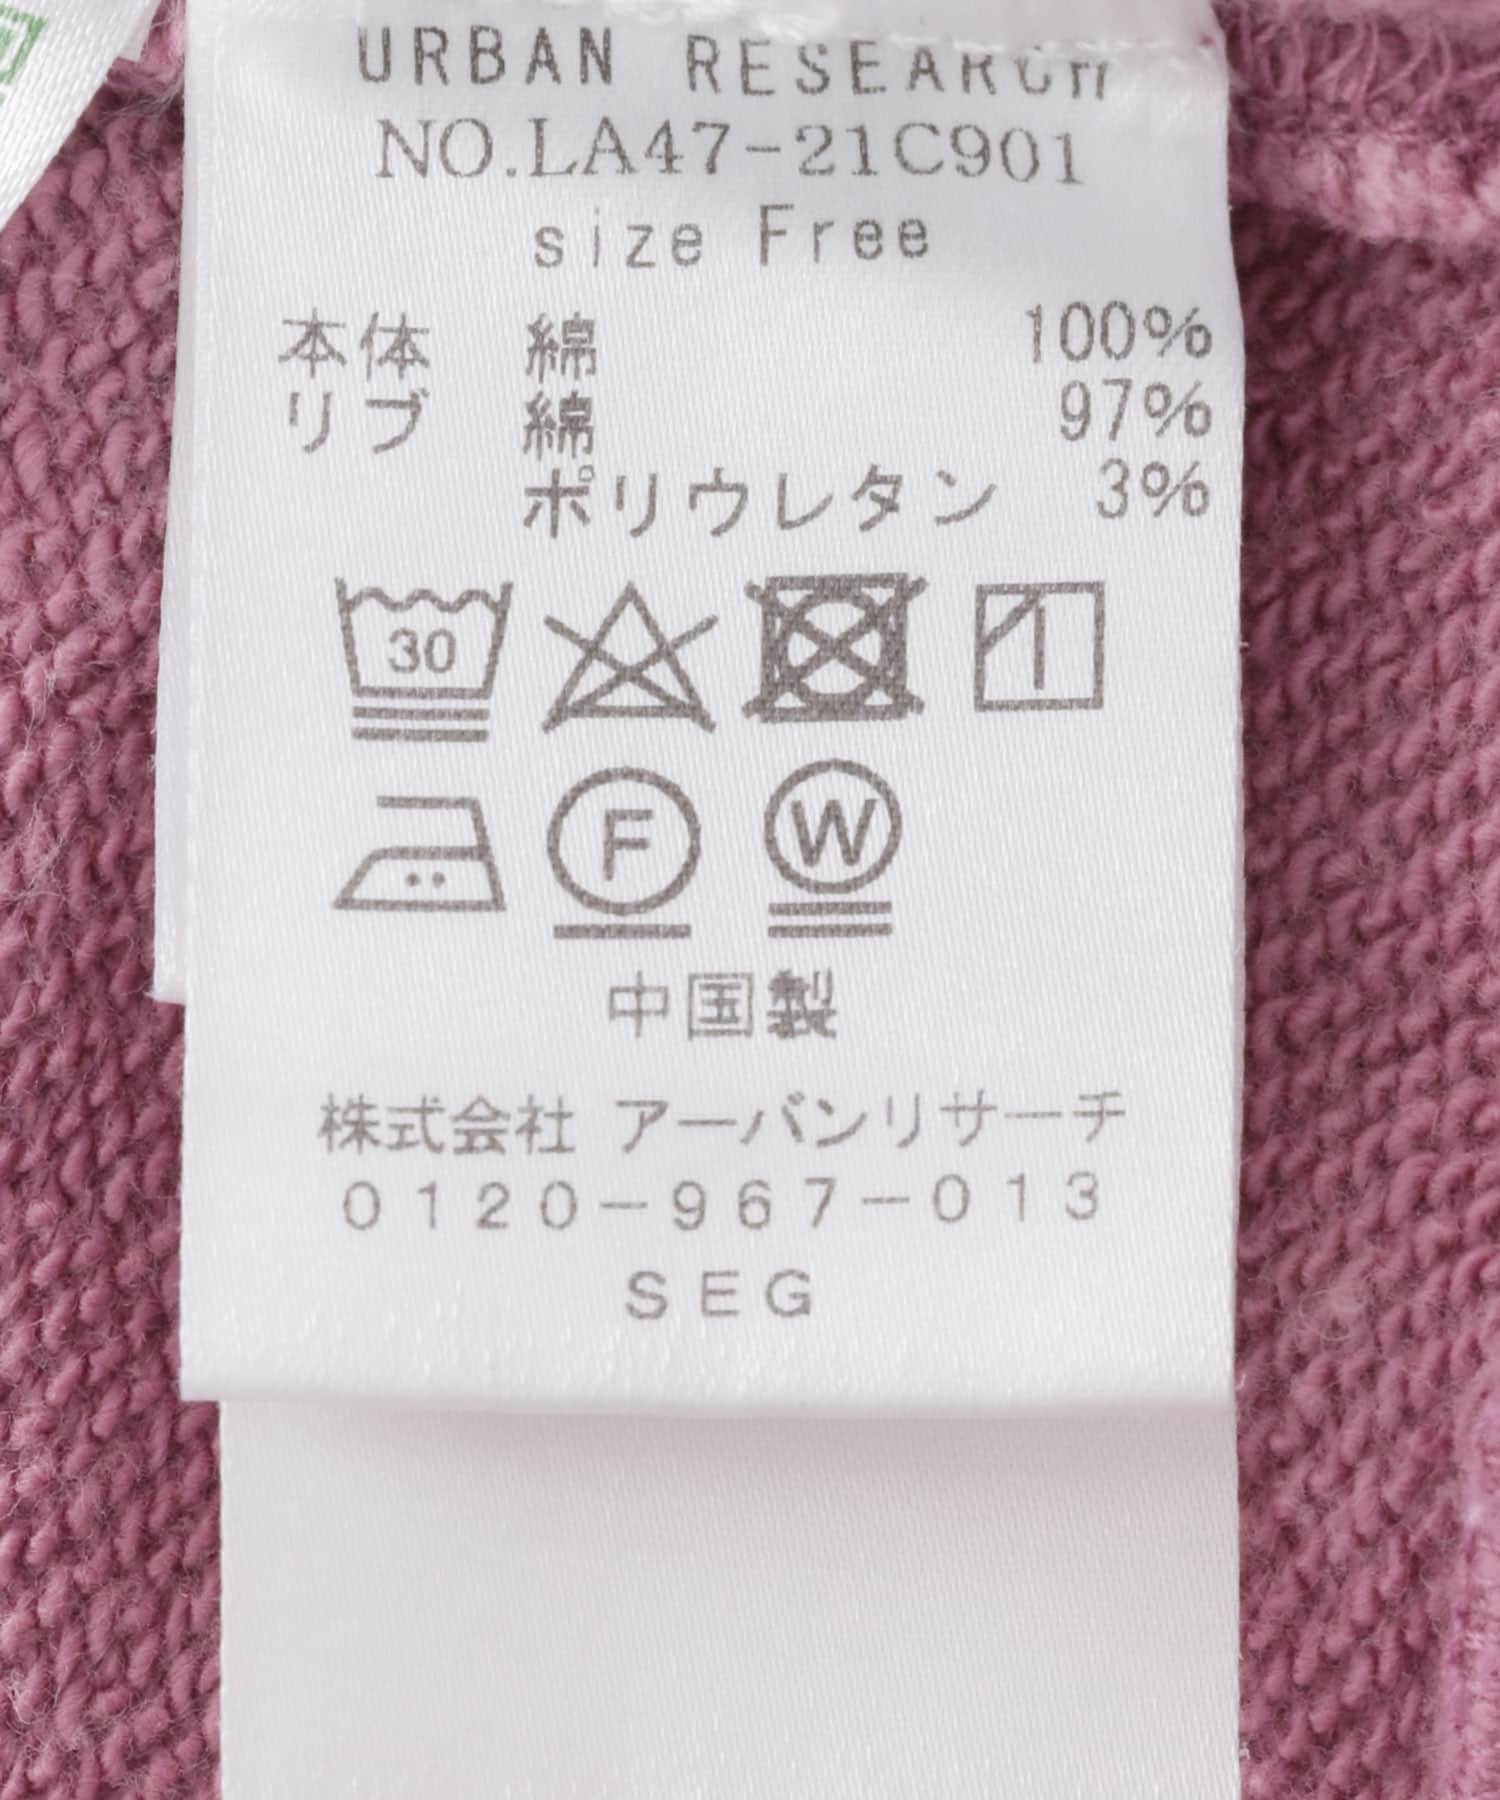 URBAN RESEARCH
NO.LA47-21C901
size Free
本体 綿 100%
リブ 綿 97%
ポリウレタン 3%
30
F W
中国製
株式会社 アーバンリサーチ
0120-967-013
SEG